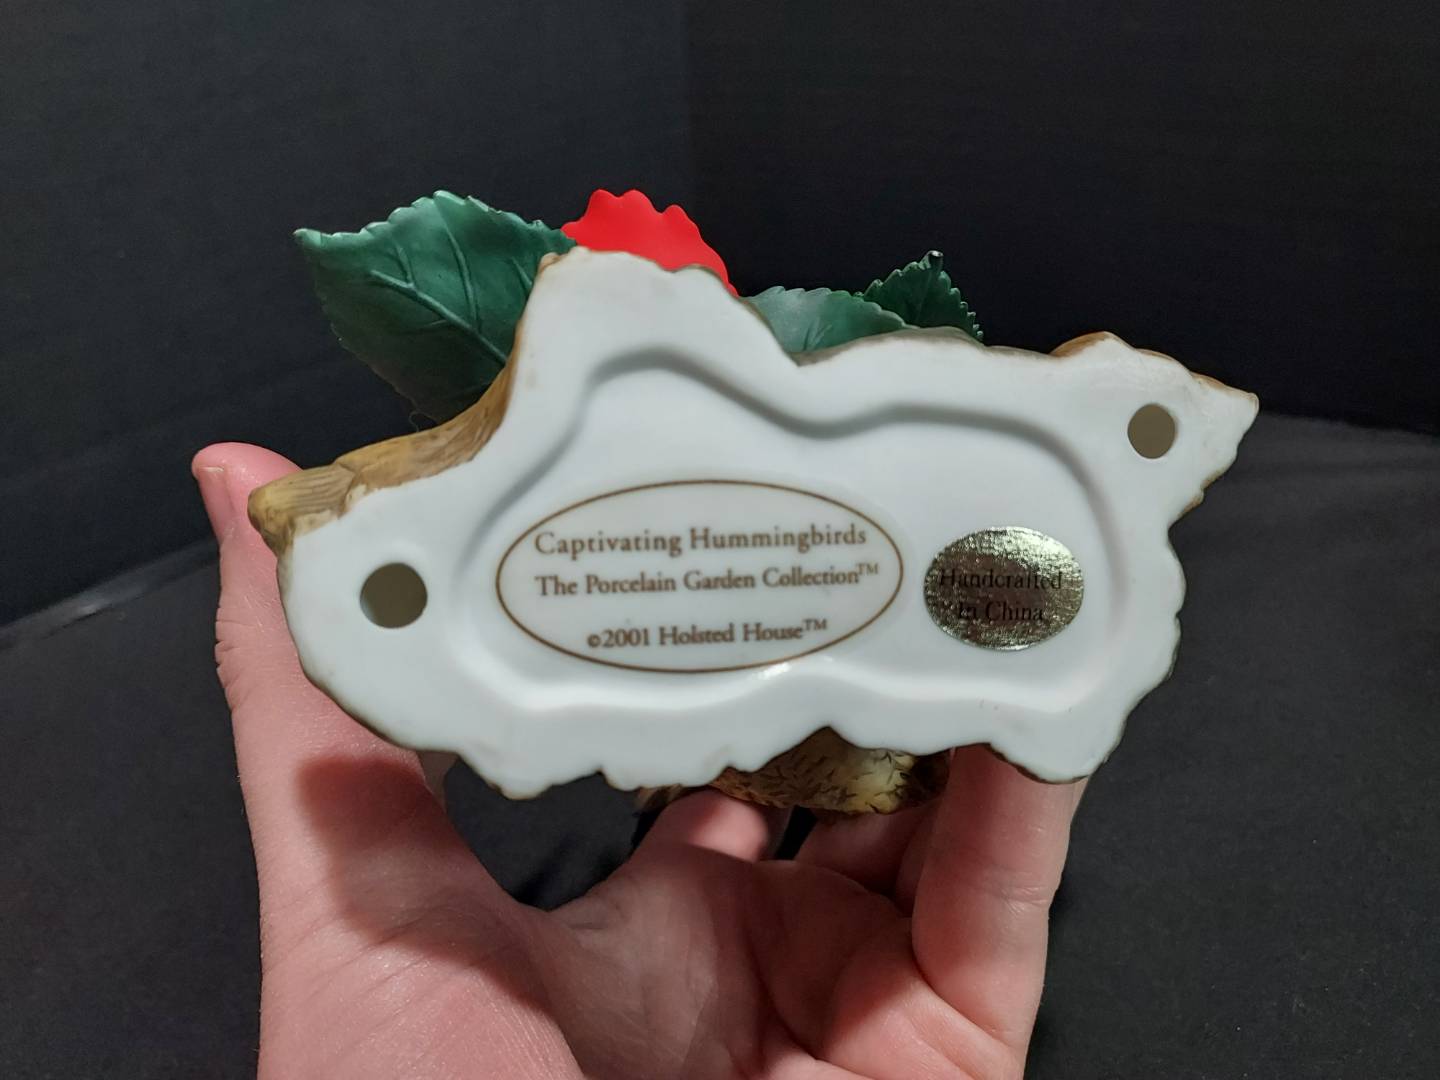 Captivating Hummingbirds
The Porcelain Garden Collection™
©2001 Holsted House™
Handcrafted
In China